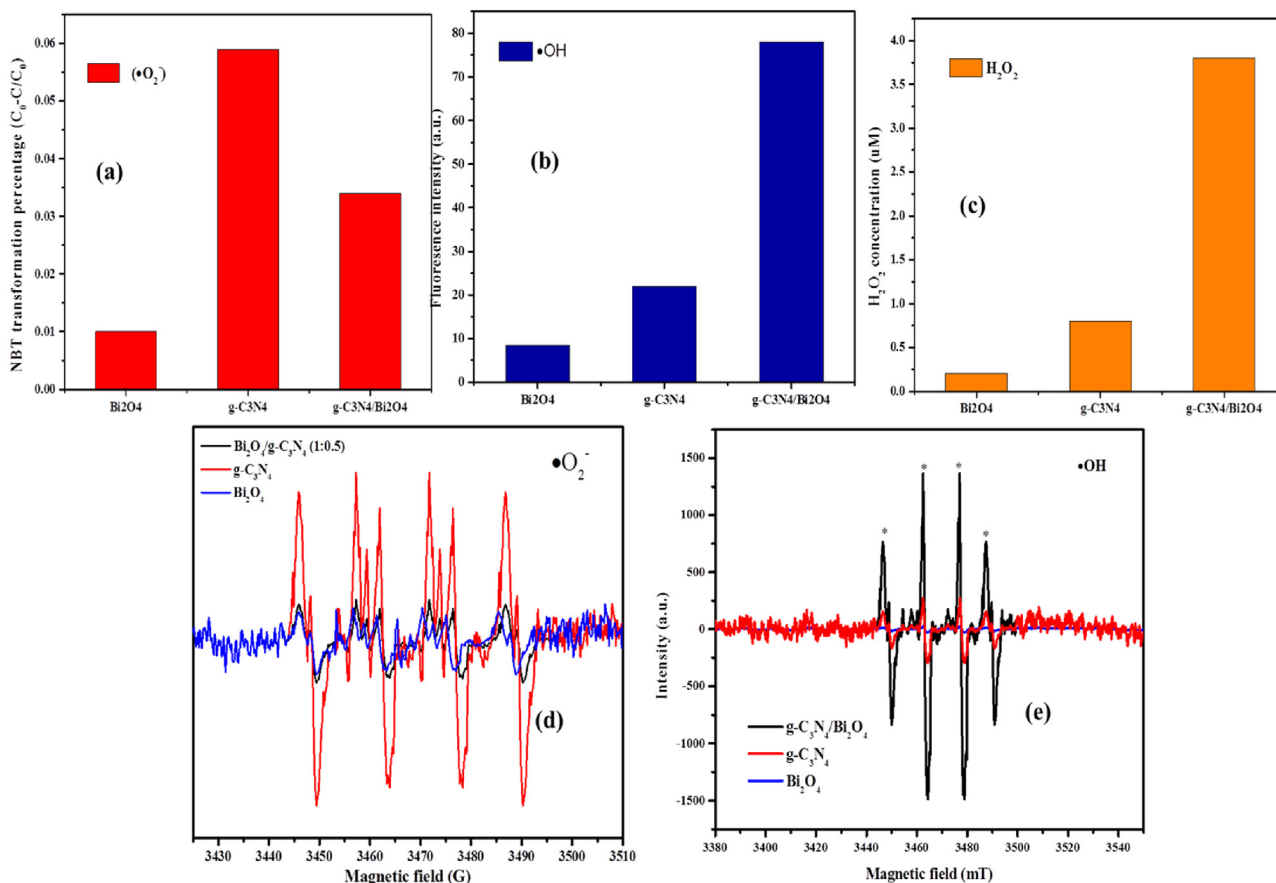 NBT transformation percentage (C₀-C/C₀)
0.06
0.05
0.04
0.03
0.02
0.01
0.00
(●O₂⁻)
(a)
Bi2O4
g-C3N4
g-C3N4/Bi2O4
Fluoresence intensity (a.u.)
80
70
60
50
40
30
20
10
0
●OH
(b)
Bi2O4
g-C3N4
g-C3N4/Bi2O4
H₂O₂ concentration (uM)
4.0
3.5
3.0
2.5
2.0
1.5
1.0
0.5
0.0
H₂O₂
(c)
Bi2O4
g-C3N4
g-C3N4/Bi2O4
Bi₂O₄/g-C₃N₄ (1:0.5)
g-C₃N₄
Bi₂O₄
●O₂⁻
(d)
3430
3440
3450
3460
3470
3480
3490
3500
3510
Magnetic field (G)
Intensity (a.u.)
1500
1000
500
0
-500
-1000
-1500
●OH
*
*
*
*
(e)
g-C₃N₄/Bi₂O₄
g-C₃N₄
Bi₂O₄
3380
3400
3420
3440
3460
3480
3500
3520
3540
Magnetic field (mT)